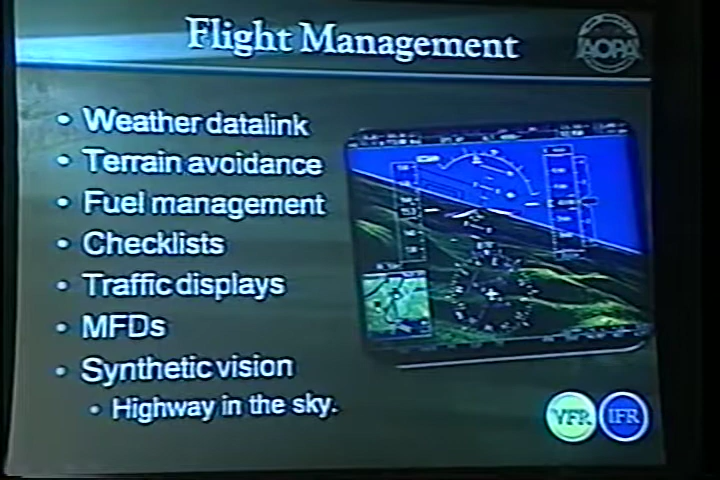 Flight Management
AOPA
Weather datalink
Terrain avoidance
Fuel management
Checklists
Traffic displays
MFDs
Synthetic vision
Highway in the sky.
VFR
IFR